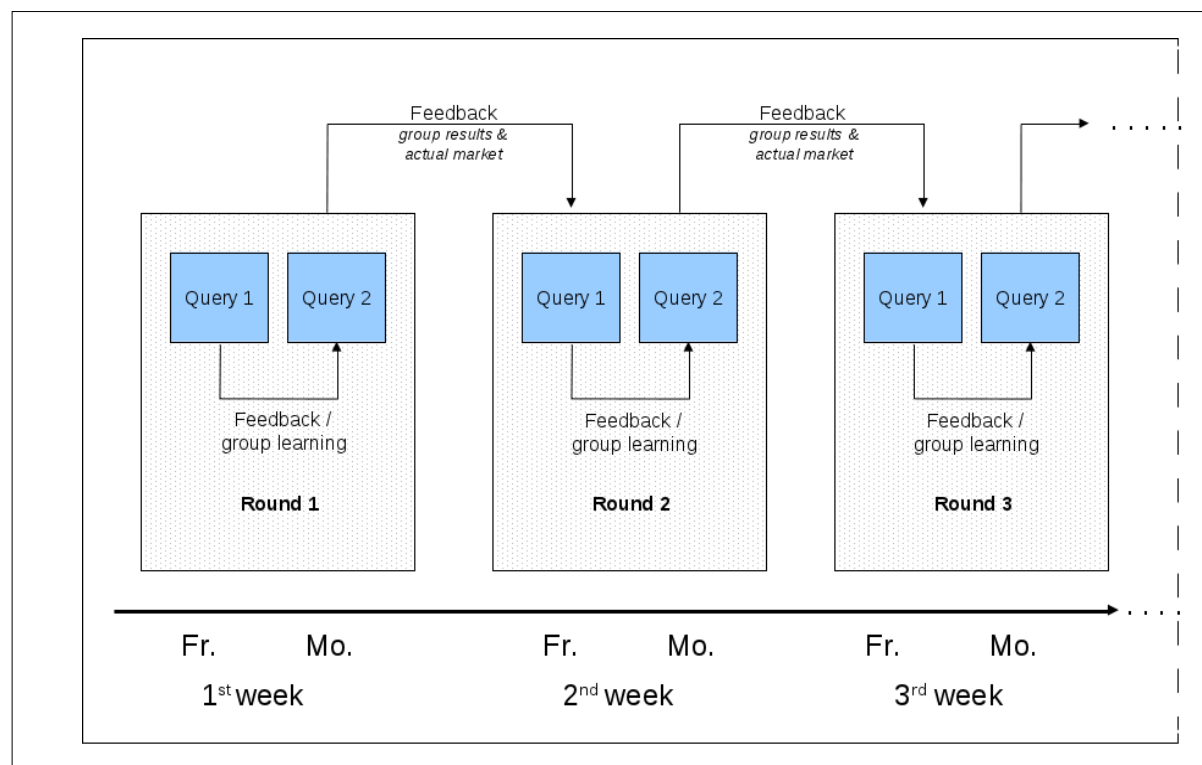 Feedback
group results &
actual market
Feedback
group results &
actual market
Query 1
Query 2
Query 1
Query 2
Query 1
Query 2
Feedback /
group learning
Feedback /
group learning
Feedback /
group learning
Round 1
Round 2
Round 3
Fr.
Mo.
Fr.
Mo.
Fr.
Mo.
1st week
2nd week
3rd week